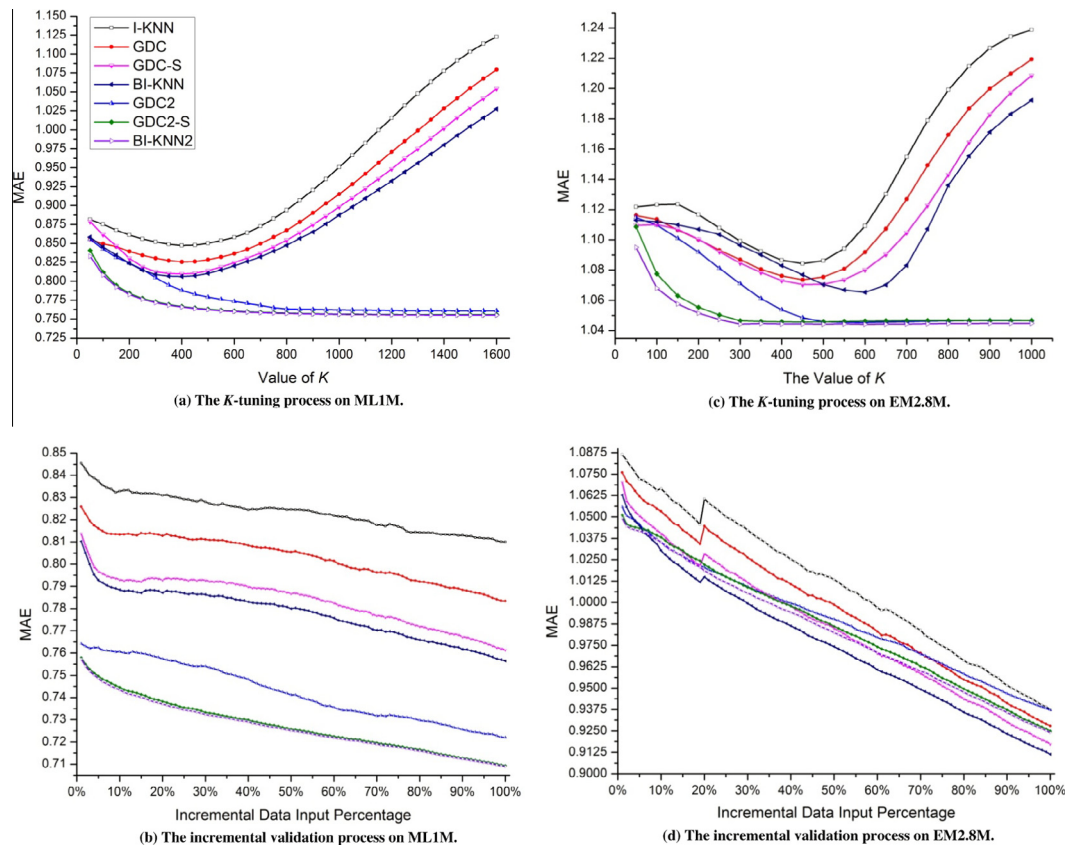 1.150
1.125
1.100
1.075
1.050
1.025
1.000
0.975
0.950
0.925
0.900
0.875
0.850
0.825
0.800
0.775
0.750
0.725
MAE
I-KNN
GDC
GDC-S
BI-KNN
GDC2
GDC2-S
BI-KNN2
0 200 400 600 800 1000 1200 1400 1600
Value of K
(a) The K-tuning process on ML1M.
1.24
1.22
1.20
1.18
1.16
1.14
1.12
1.10
1.08
1.06
1.04
MAE
0 100 200 300 400 500 600 700 800 900 1000
The Value of K
(c) The K-tuning process on EM2.8M.
0.85
0.84
0.83
0.82
0.81
0.80
0.79
0.78
0.77
0.76
0.75
0.74
0.73
0.72
0.71
MAE
0% 10% 20% 30% 40% 50% 60% 70% 80% 90% 100%
Incremental Data Input Percentage
(b) The incremental validation process on ML1M.
1.0875
1.0750
1.0625
1.0500
1.0375
1.0250
1.0125
1.0000
0.9875
0.9750
0.9625
0.9500
0.9375
0.9250
0.9125
0.9000
MAE
0% 10% 20% 30% 40% 50% 60% 70% 80% 90% 100%
Incremental Data Input Percentage
(d) The incremental validation process on EM2.8M.